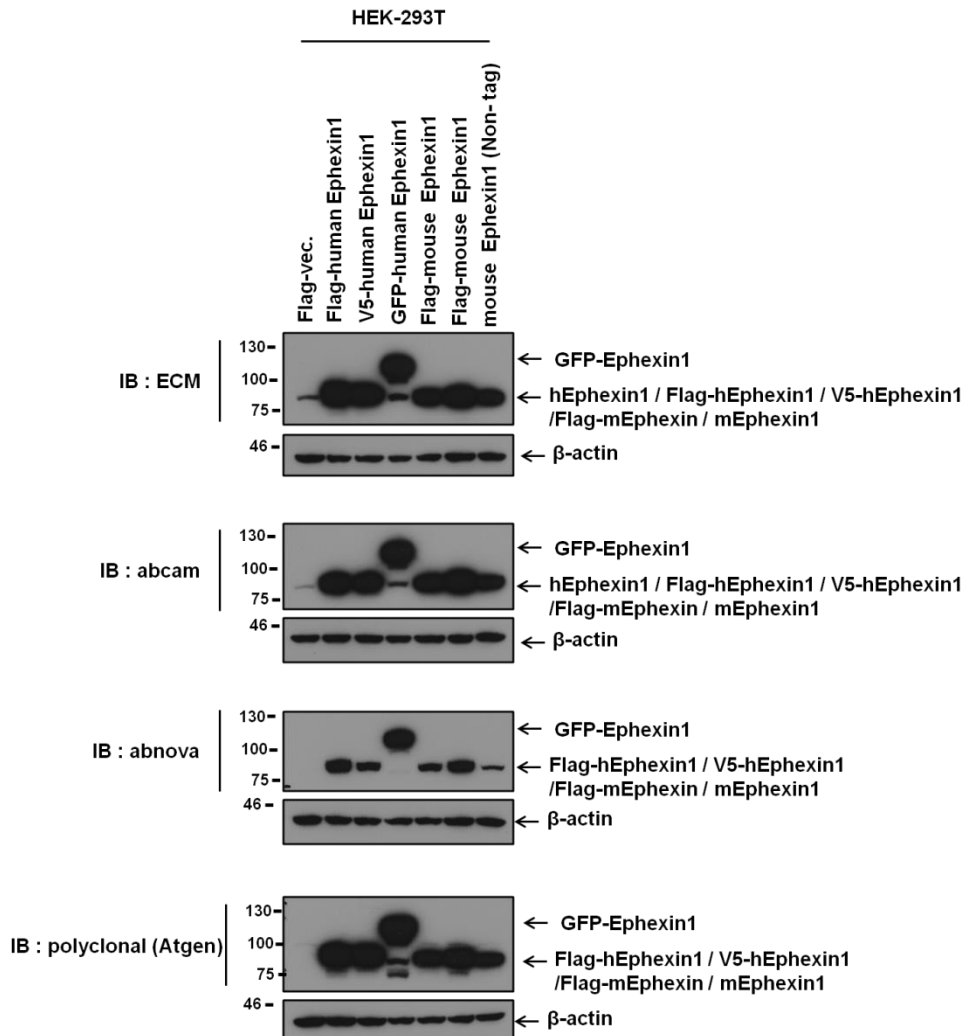 HEK-293T
Flag-vec.
Flag-human Ephexin1
V5-human Ephexin1
GFP-human Ephexin1
Flag-mouse Ephexin1
Flag-mouse Ephexin1
mouse Ephexin1 (Non- tag)
IB : ECM
130
100
75
46
GFP-Ephexin1
hEphexin1 / Flag-hEphexin1 / V5-hEphexin1
/Flag-mEphexin / mEphexin1
β-actin
IB : abcam
130
100
75
46
GFP-Ephexin1
hEphexin1 / Flag-hEphexin1 / V5-hEphexin1
/Flag-mEphexin / mEphexin1
β-actin
IB : abnova
130
100
75
46
GFP-Ephexin1
Flag-hEphexin1 / V5-hEphexin1
/Flag-mEphexin / mEphexin1
β-actin
IB : polyclonal (Atgen)
130
100
75
46
GFP-Ephexin1
Flag-hEphexin1 / V5-hEphexin1
/Flag-mEphexin / mEphexin1
β-actin